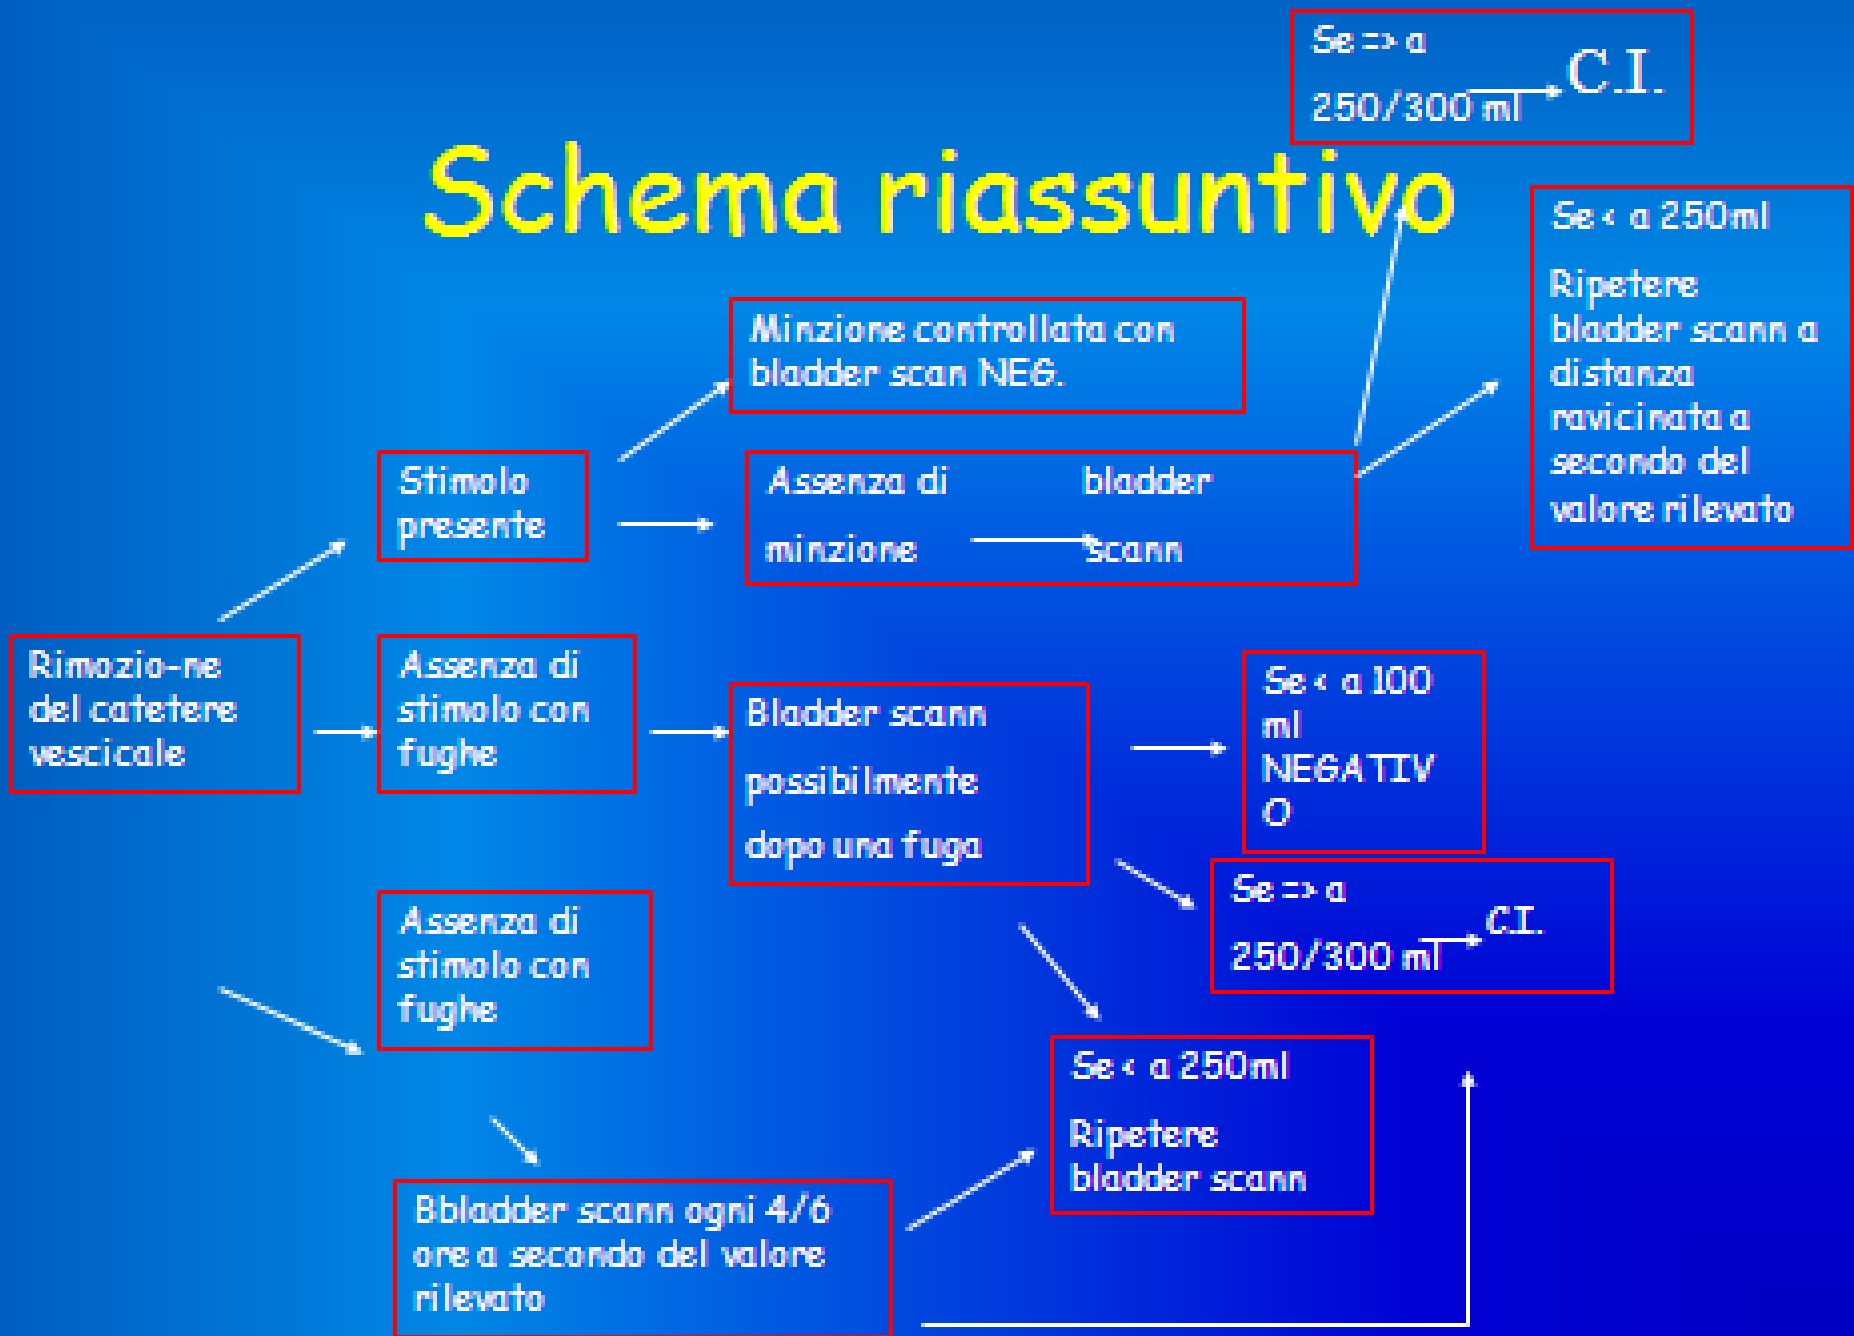 Schema riassuntivo
Se => a
250/300 ml
C.I.
Se < a 250ml
Ripetere
bladder scann a
distanza
ravicinata a
secondo del
valore rilevato
Minzione controllata con
bladder scan NEG.
Stimolo
presente
Assenza di
minzione
bladder
scann
Rimozio-ne
del catetere
vescicale
Assenza di
stimolo con
fughe
Bladder scann
possibilmente
dopo una fuga
Se < a 100
ml
NEGATIV
O
Se => a
250/300 ml
C.I.
Assenza di
stimolo con
fughe
Se < a 250ml
Ripetere
bladder scann
Bbladder scann ogni 4/6
ore a secondo del valore
rilevato